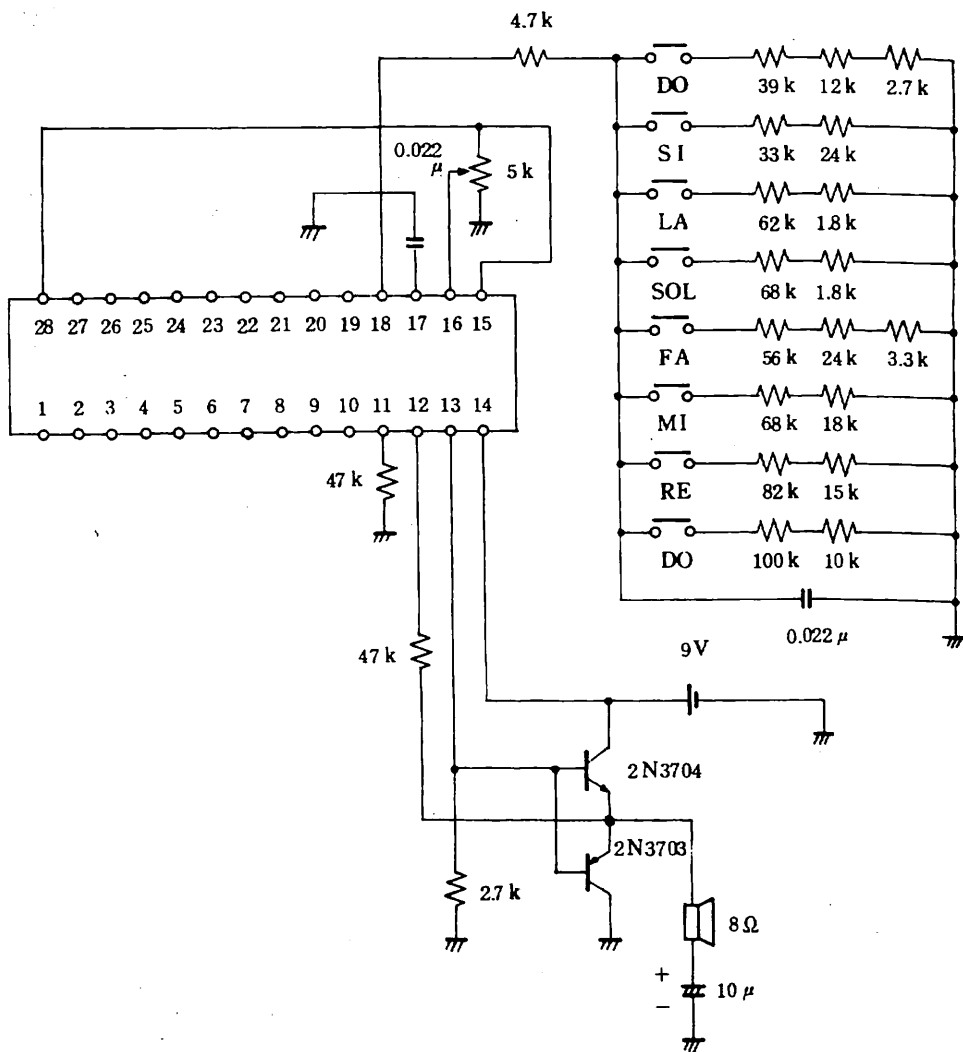 4.7 k
DO 39 k 12 k 2.7 k
SI 33 k 24 k
LA 62 k 1.8 k
SOL 68 k 1.8 k
FA 56 k 24 k 3.3 k
MI 68 k 18 k
RE 82 k 15 k
DO 100 k 10 k
0.022 μ
0.022
μ
5 k
28 27 26 25 24 23 22 21 20 19 18 17 16 15
1 2 3 4 5 6 7 8 9 10 11 12 13 14
47 k
47 k
9V
2N3704
2N3703
2.7 k
8Ω
+
−
10 μ